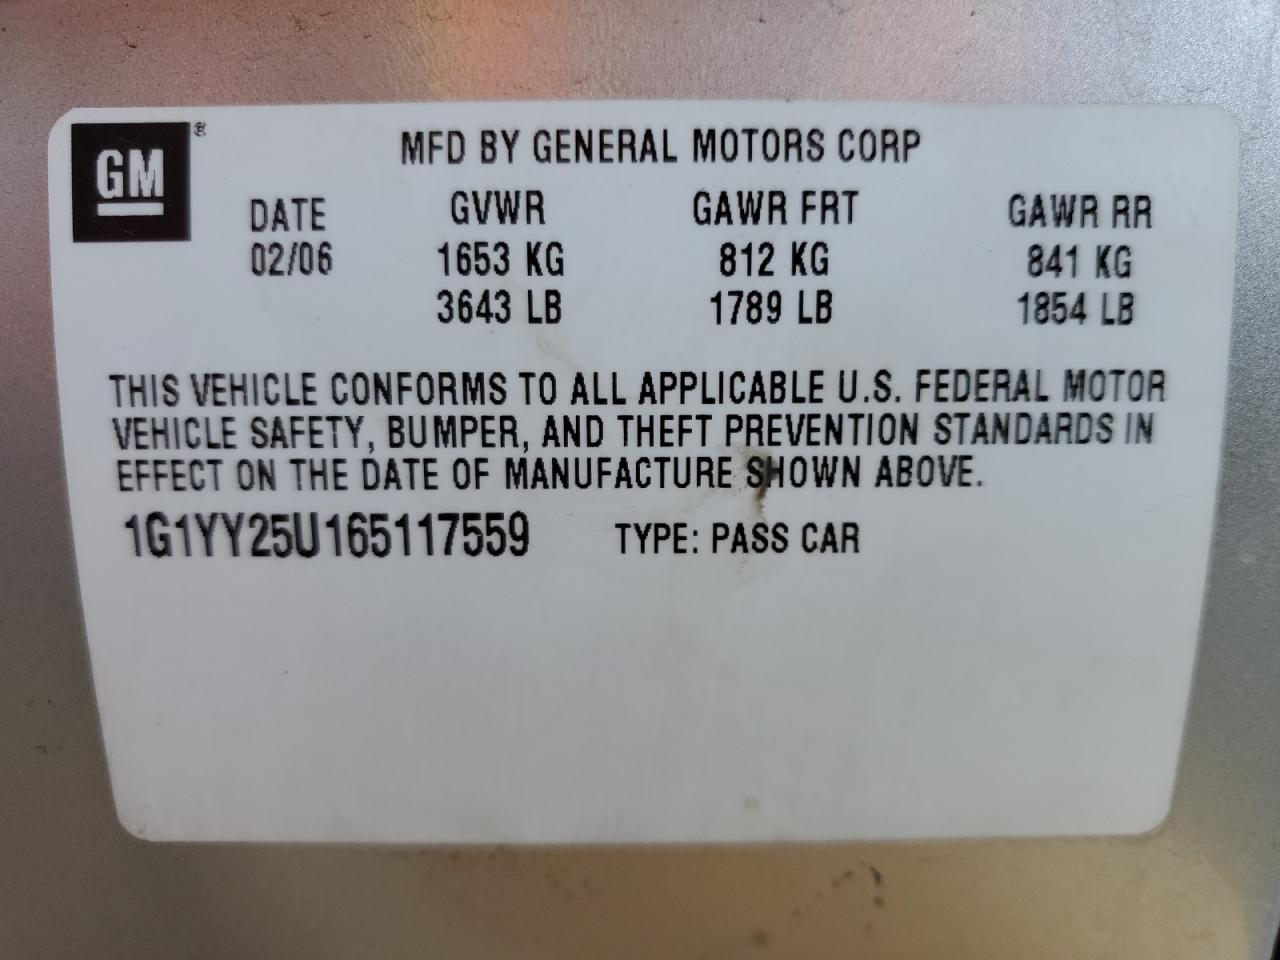 GM ®
MFD BY GENERAL MOTORS CORP
DATE GVWR GAWR FRT GAWR RR
02/06 1653 KG 812 KG 841 KG
3643 LB 1789 LB 1854 LB
THIS VEHICLE CONFORMS TO ALL APPLICABLE U.S. FEDERAL MOTOR
VEHICLE SAFETY, BUMPER, AND THEFT PREVENTION STANDARDS IN
EFFECT ON THE DATE OF MANUFACTURE SHOWN ABOVE.
1G1YY25U165117559 TYPE: PASS CAR